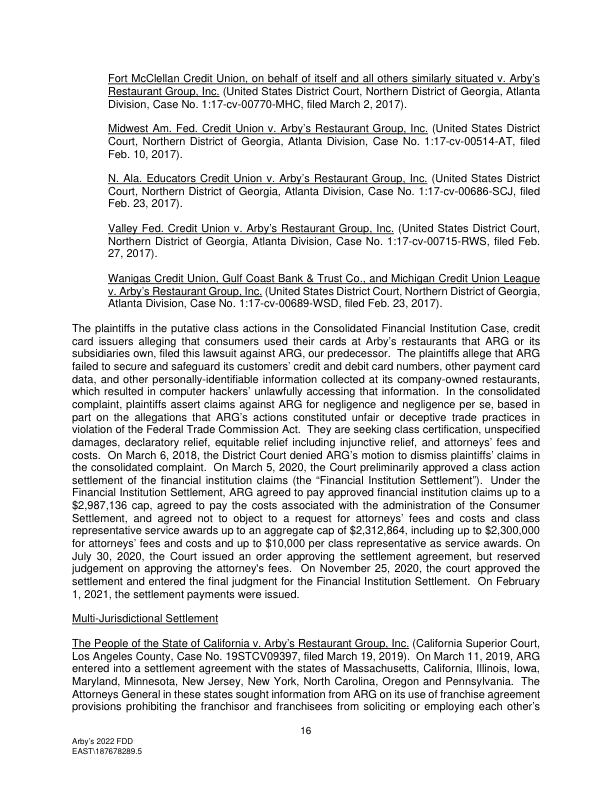 Fort McClellan Credit Union, on behalf of itself and all others similarly situated v. Arby's
Restaurant Group, Inc. (United States District Court, Northern District of Georgia, Atlanta
Division, Case No. 1:17-cv-00770-MHC, filed March 2, 2017).
Midwest Am. Fed. Credit Union v. Arby's Restaurant Group, Inc. (United States District
Court, Northern District of Georgia, Atlanta Division, Case No. 1:17-cv-00514-AT, filed
Feb. 10, 2017).
N. Ala. Educators Credit Union v. Arby's Restaurant Group, Inc. (United States District
Court, Northern District of Georgia, Atlanta Division, Case No. 1:17-cv-00686-SCJ, filed
Feb. 23, 2017).
Valley Fed. Credit Union v. Arby's Restaurant Group, Inc. (United States District Court,
Northern District of Georgia, Atlanta Division, Case No. 1:17-cv-00715-RWS, filed Feb.
27, 2017).
Wanigas Credit Union, Gulf Coast Bank & Trust Co., and Michigan Credit Union League
v. Arby's Restaurant Group, Inc. (United States District Court, Northern District of Georgia,
Atlanta Division, Case No. 1:17-cv-00689-WSD, filed Feb. 23, 2017).
The plaintiffs in the putative class actions in the Consolidated Financial Institution Case, credit
card issuers alleging that consumers used their cards at Arby's restaurants that ARG or its
subsidiaries own, filed this lawsuit against ARG, our predecessor. The plaintiffs allege that ARG
failed to secure and safeguard its customers' credit and debit card numbers, other payment card
data, and other personally-identifiable information collected at its company-owned restaurants,
which resulted in computer hackers' unlawfully accessing that information. In the consolidated
complaint, plaintiffs assert claims against ARG for negligence and negligence per se, based in
part on the allegations that ARG's actions constituted unfair or deceptive trade practices in
violation of the Federal Trade Commission Act. They are seeking class certification, unspecified
damages, declaratory relief, equitable relief including injunctive relief, and attorneys' fees and
costs. On March 6, 2018, the District Court denied ARG's motion to dismiss plaintiffs' claims in
the consolidated complaint. On March 5, 2020, the Court preliminarily approved a class action
settlement of the financial institution claims (the "Financial Institution Settlement"). Under the
Financial Institution Settlement, ARG agreed to pay approved financial institution claims up to a
$2,987,136 cap, agreed to pay the costs associated with the administration of the Consumer
Settlement, and agreed not to object to a request for attorneys' fees and costs and class
representative service awards up to an aggregate cap of $2,312,864, including up to $2,300,000
for attorneys' fees and costs and up to $10,000 per class representative as service awards. On
July 30, 2020, the Court issued an order approving the settlement agreement, but reserved
judgement on approving the attorney's fees. On November 25, 2020, the court approved the
settlement and entered the final judgment for the Financial Institution Settlement. On February
1, 2021, the settlement payments were issued.
Multi-Jurisdictional Settlement
The People of the State of California v. Arby's Restaurant Group, Inc. (California Superior Court,
Los Angeles County, Case No. 19STCV09397, filed March 19, 2019). On March 11, 2019, ARG
entered into a settlement agreement with the states of Massachusetts, California, Illinois, Iowa,
Maryland, Minnesota, New Jersey, New York, North Carolina, Oregon and Pennsylvania. The
Attorneys General in these states sought information from ARG on its use of franchise agreement
provisions prohibiting the franchisor and franchisees from soliciting or employing each other's
16
Arby's 2022 FDD
EAST\187678289.5